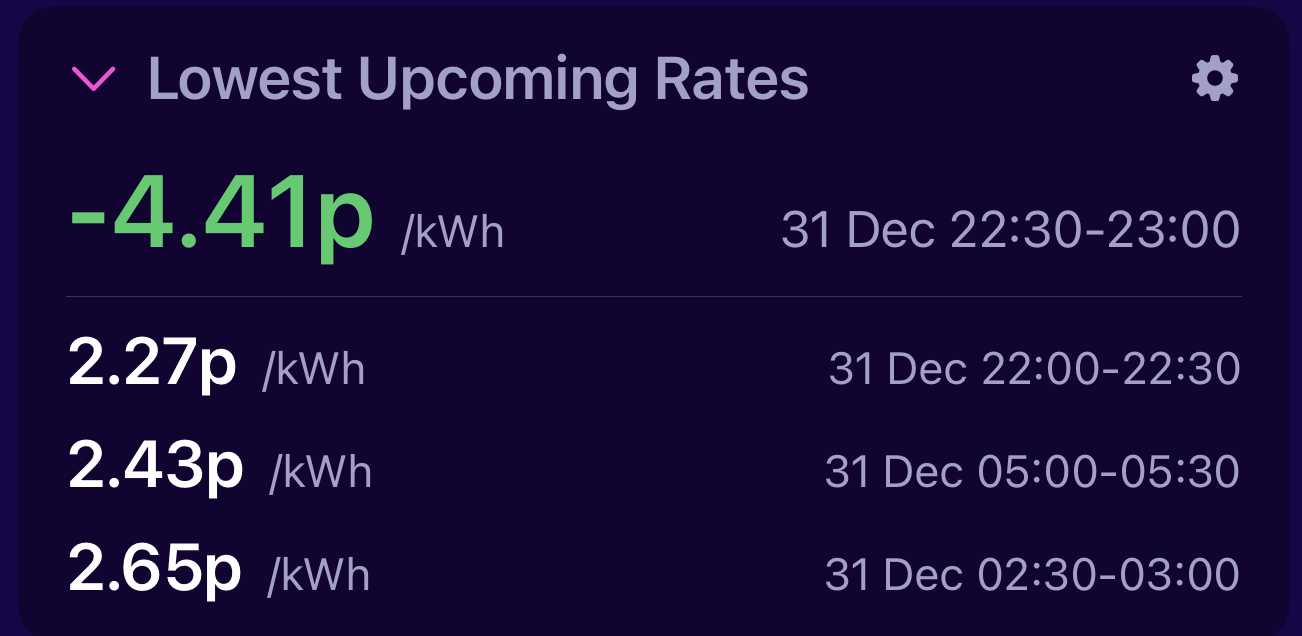 Lowest Upcoming Rates
-4.41p /kWh 31 Dec 22:30-23:00
2.27p /kWh 31 Dec 22:00-22:30
2.43p /kWh 31 Dec 05:00-05:30
2.65p /kWh 31 Dec 02:30-03:00